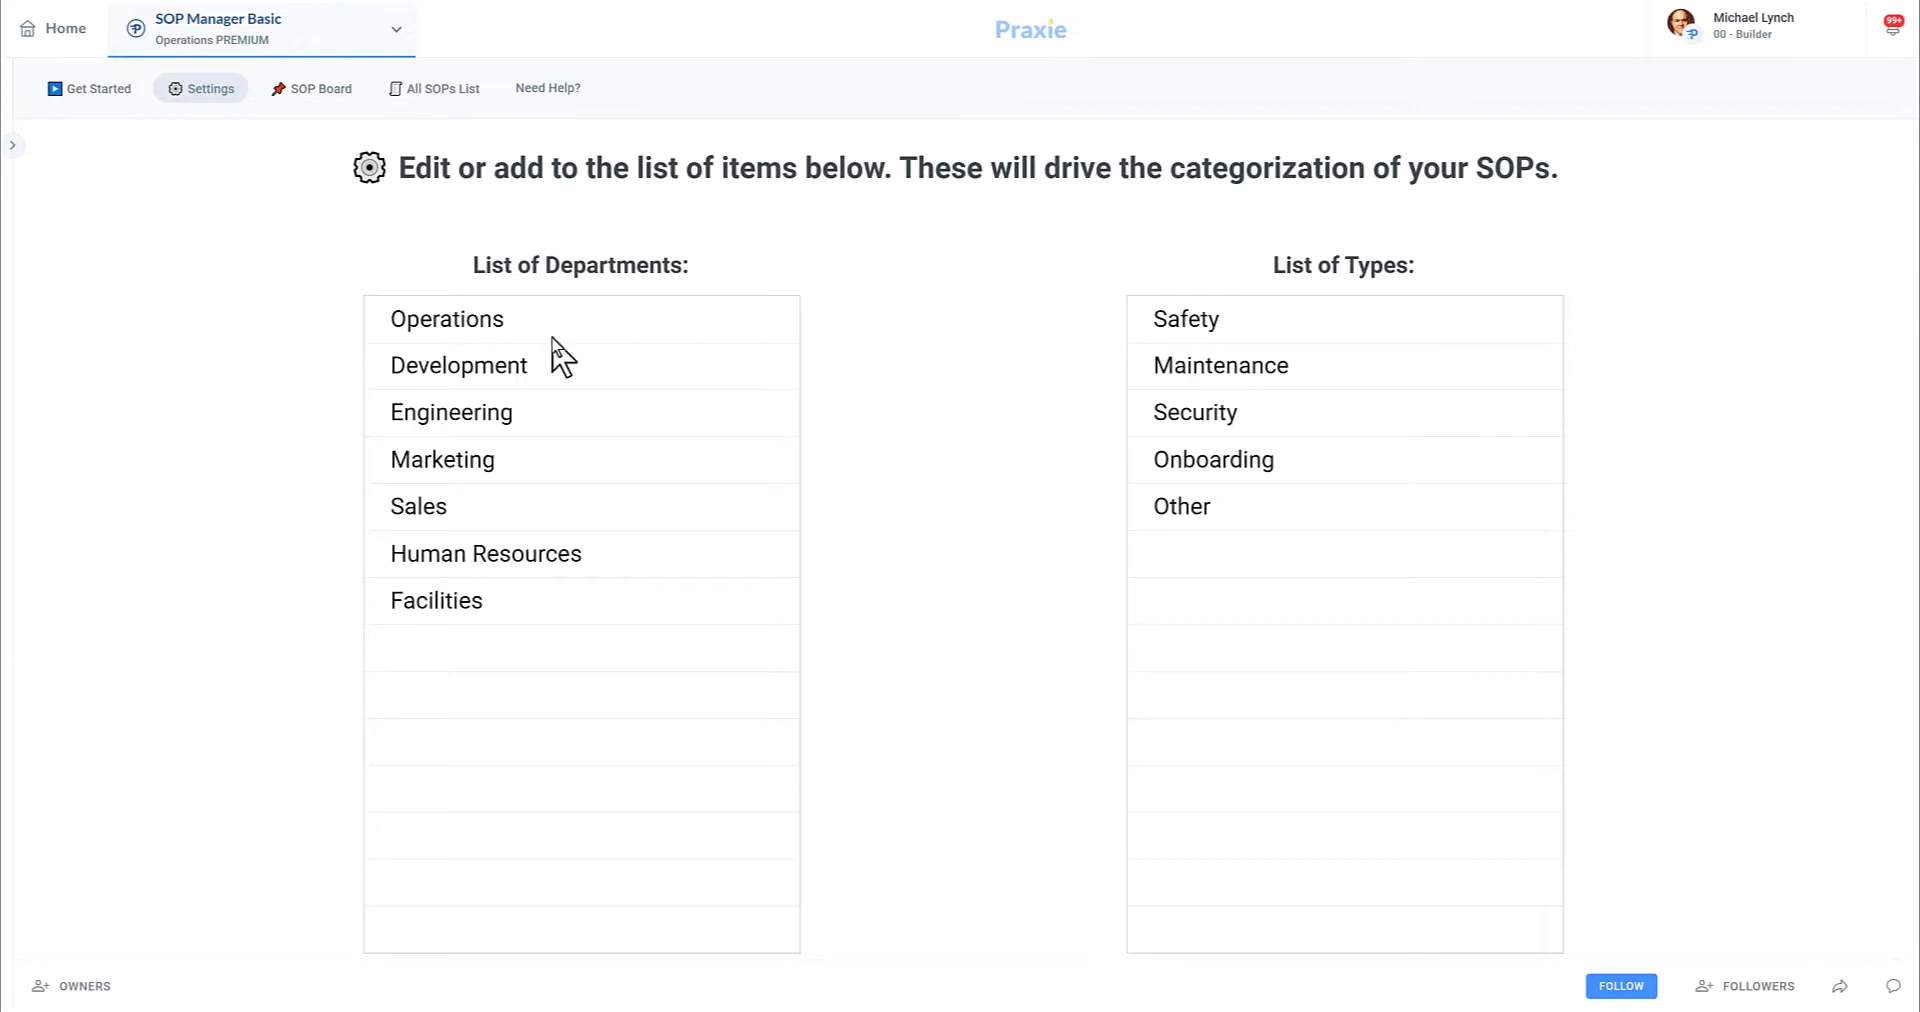 Home
SOP Manager Basic
Operations PREMIUM
Praxie
Michael Lynch
00 - Builder
99+
Get Started
Settings
SOP Board
All SOPs List
Need Help?
Edit or add to the list of items below. These will drive the categorization of your SOPs.
List of Departments:
Operations
Development
Engineering
Marketing
Sales
Human Resources
Facilities
List of Types:
Safety
Maintenance
Security
Onboarding
Other
OWNERS
FOLLOW
FOLLOWERS